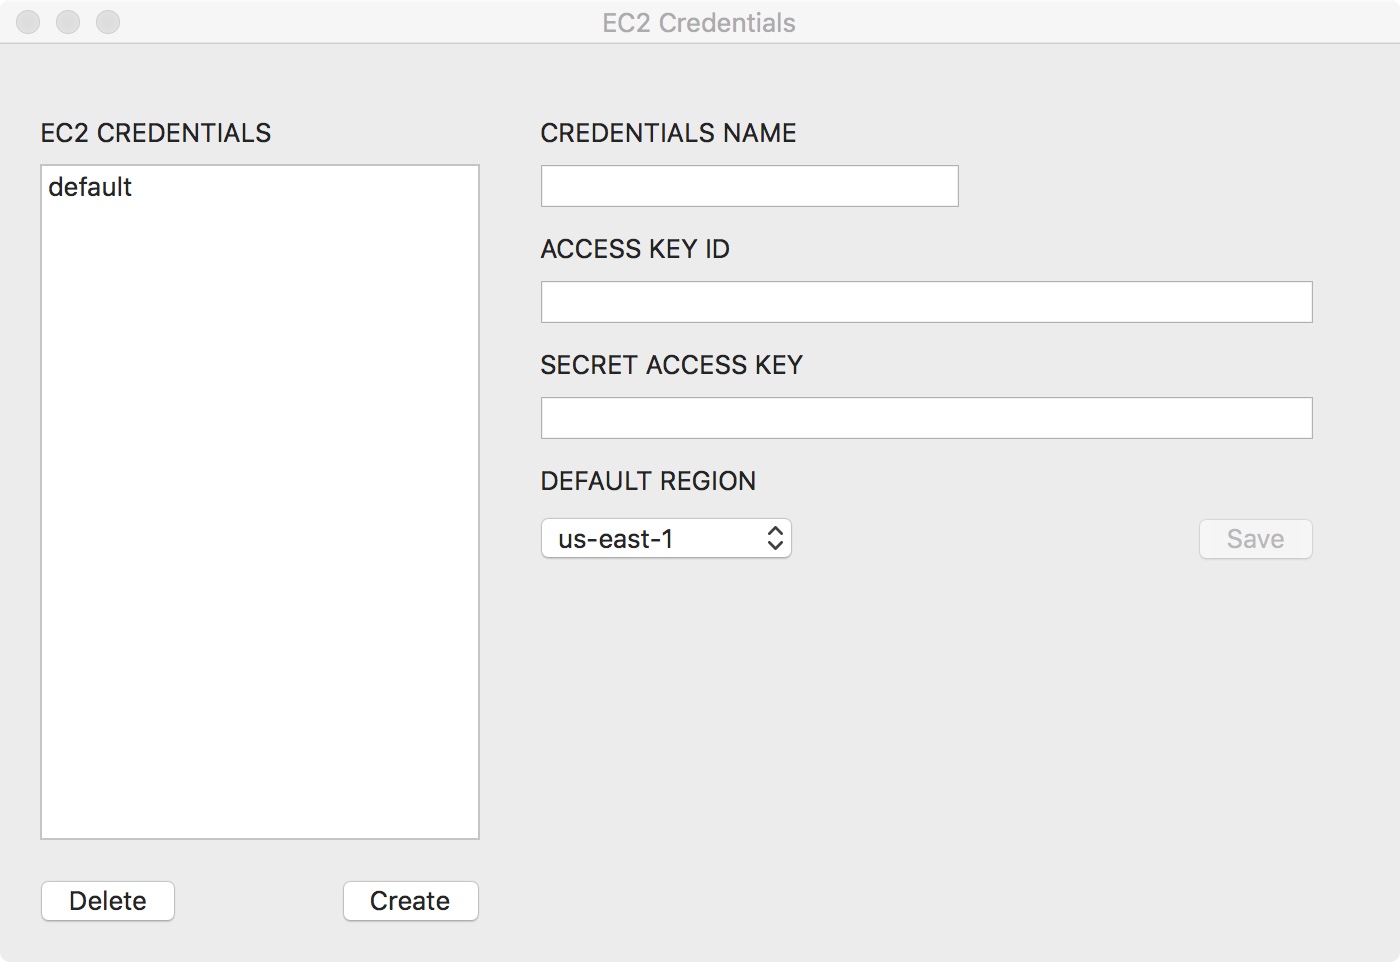 EC2 Credentials
EC2 CREDENTIALS
default
Delete
Create
CREDENTIALS NAME
ACCESS KEY ID
SECRET ACCESS KEY
DEFAULT REGION
us-east-1
Save